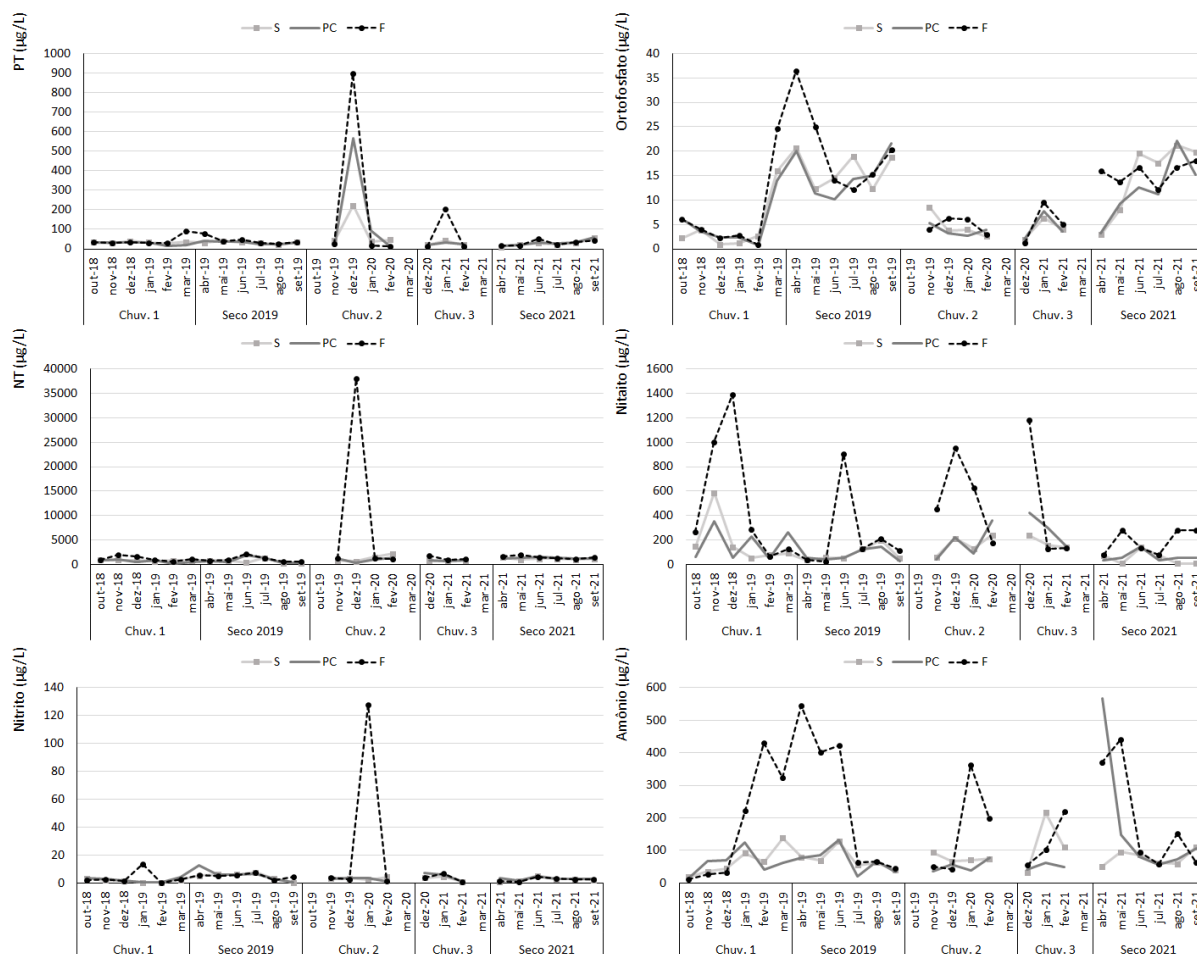 S PC F
PT (µg/L)
1000
900
800
700
600
500
400
300
200
100
0
out-18 nov-18 dez-18 jan-19 fev-19 mar-19 abr-19 mai-19 jun-19 jul-19 ago-19 set-19 out-19 nov-19 dez-19 jan-20 fev-20 mar-20 dez-20 jan-21 fev-21 mar-21 abr-21 mai-21 jun-21 jul-21 ago-21 set-21
Chuv. 1 Seco 2019 Chuv. 2 Chuv. 3 Seco 2021
S PC F
Ortofosfato (µg/L)
40
35
30
25
20
15
10
5
0
out-18 nov-18 dez-18 jan-19 fev-19 mar-19 abr-19 mai-19 jun-19 jul-19 ago-19 set-19 out-19 nov-19 dez-19 jan-20 fev-20 mar-20 dez-20 jan-21 fev-21 mar-21 abr-21 mai-21 jun-21 jul-21 ago-21 set-21
Chuv. 1 Seco 2019 Chuv. 2 Chuv. 3 Seco 2021
S PC F
NT (µg/L)
40000
35000
30000
25000
20000
15000
10000
5000
0
out-18 nov-18 dez-18 jan-19 fev-19 mar-19 abr-19 mai-19 jun-19 jul-19 ago-19 set-19 out-19 nov-19 dez-19 jan-20 fev-20 mar-20 dez-20 jan-21 fev-21 mar-21 abr-21 mai-21 jun-21 jul-21 ago-21 set-21
Chuv. 1 Seco 2019 Chuv. 2 Chuv. 3 Seco 2021
S PC F
Nitaito (µg/L)
1600
1400
1200
1000
800
600
400
200
0
out-18 nov-18 dez-18 jan-19 fev-19 mar-19 abr-19 mai-19 jun-19 jul-19 ago-19 set-19 out-19 nov-19 dez-19 jan-20 fev-20 mar-20 dez-20 jan-21 fev-21 mar-21 abr-21 mai-21 jun-21 jul-21 ago-21 set-21
Chuv. 1 Seco 2019 Chuv. 2 Chuv. 3 Seco 2021
S PC F
Nitrito (µg/L)
140
120
100
80
60
40
20
0
out-18 nov-18 dez-18 jan-19 fev-19 mar-19 abr-19 mai-19 jun-19 jul-19 ago-19 set-19 out-19 nov-19 dez-19 jan-20 fev-20 mar-20 dez-20 jan-21 fev-21 mar-21 abr-21 mai-21 jun-21 jul-21 ago-21 set-21
Chuv. 1 Seco 2019 Chuv. 2 Chuv. 3 Seco 2021
S PC F
Amônio (µg/L)
600
500
400
300
200
100
0
out-18 nov-18 dez-18 jan-19 fev-19 mar-19 abr-19 mai-19 jun-19 jul-19 ago-19 set-19 out-19 nov-19 dez-19 jan-20 fev-20 mar-20 dez-20 jan-21 fev-21 mar-21 abr-21 mai-21 jun-21 jul-21 ago-21 set-21
Chuv. 1 Seco 2019 Chuv. 2 Chuv. 3 Seco 2021